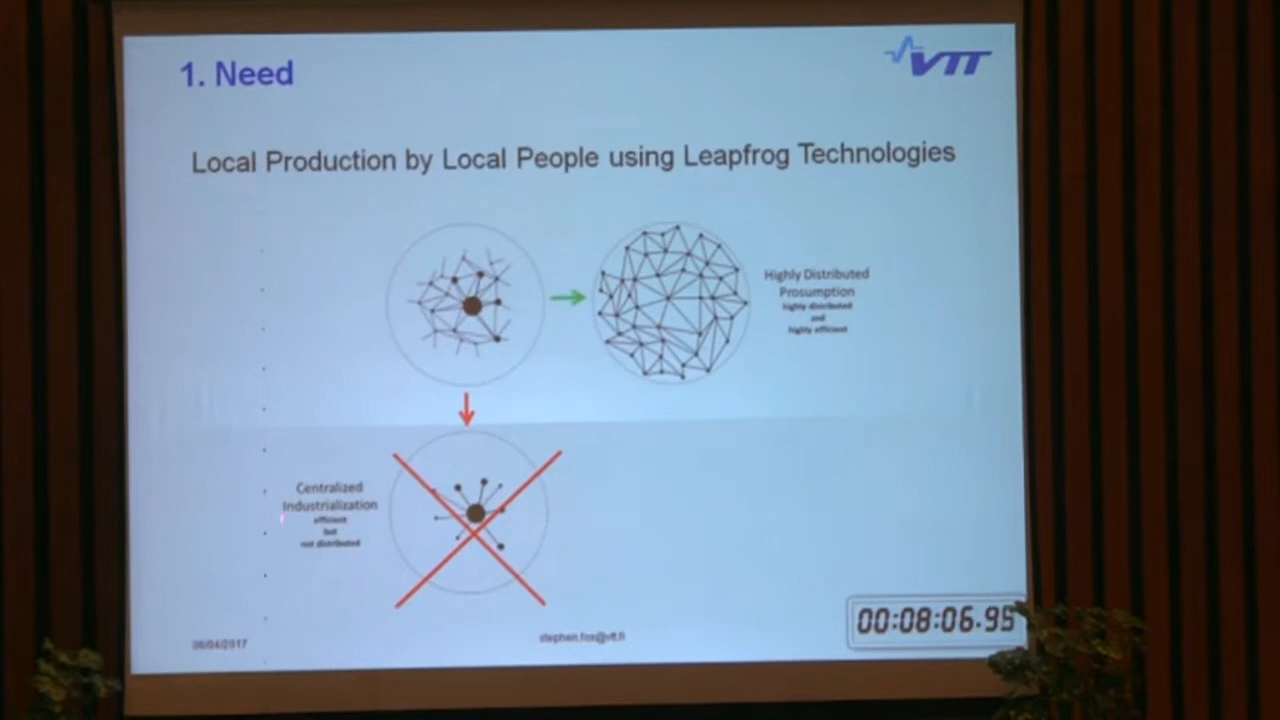 1. Need
VTT
Local Production by Local People using Leapfrog Technologies
Highly Distributed
Prosumption
highly distributed
and
highly efficient
Centralized
Industrialization
efficient
but
not distributed
06/04/2017
stephen.fox@vtt.fi
00:08:06.95